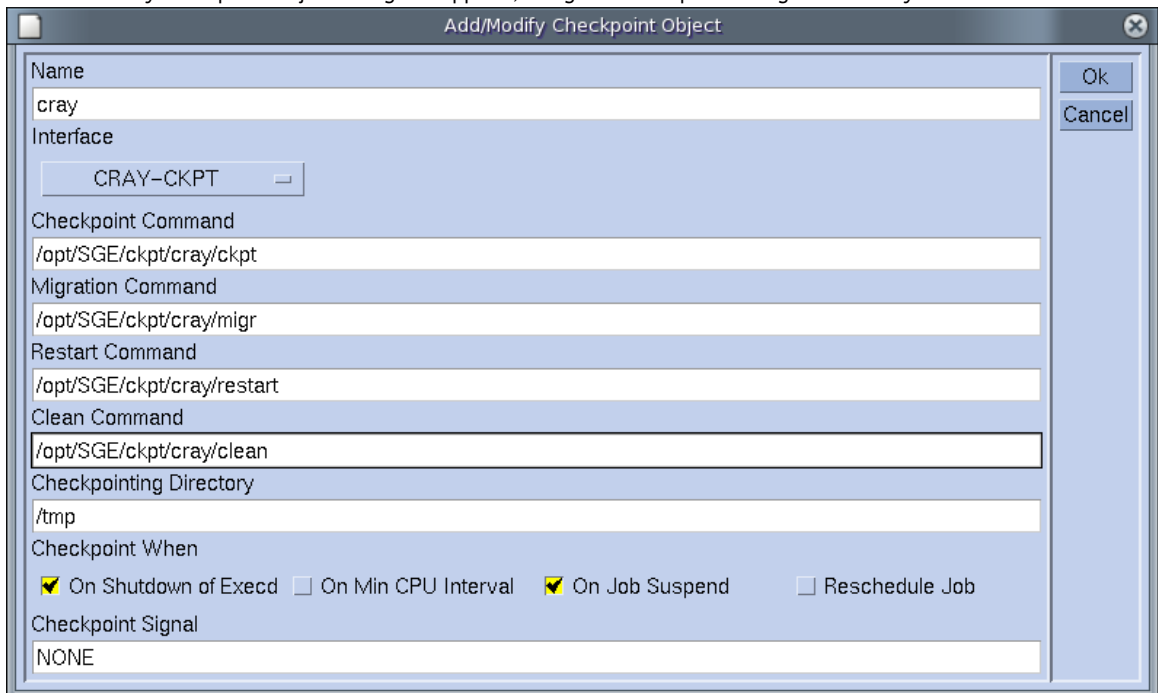 Add/Modify Checkpoint Object
Name
Ok
cray
Cancel
Interface
CRAY-CKPT
Checkpoint Command
/opt/SGE/ckpt/cray/ckpt
Migration Command
/opt/SGE/ckpt/cray/migr
Restart Command
/opt/SGE/ckpt/cray/restart
Clean Command
/opt/SGE/ckpt/cray/clean
Checkpointing Directory
/tmp
Checkpoint When
On Shutdown of Execd On Min CPU Interval On Job Suspend Reschedule Job
Checkpoint Signal
NONE